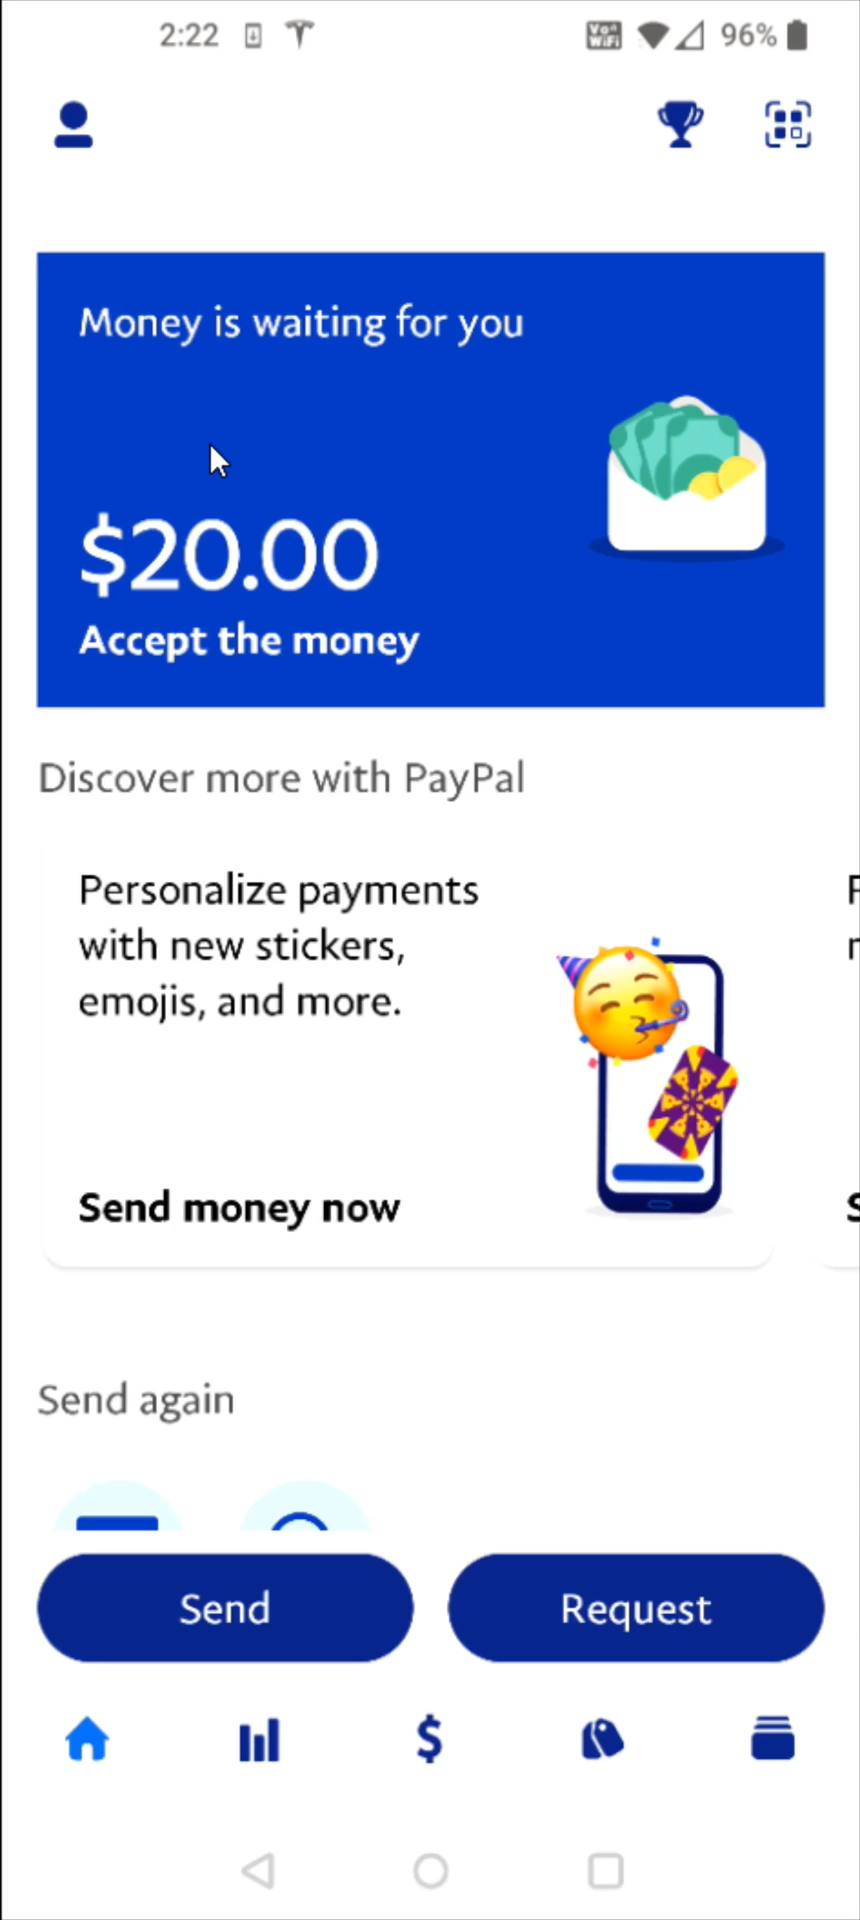 2:22 96%
Money is waiting for you
$20.00
Accept the money
Discover more with PayPal
Personalize payments
with new stickers,
emojis, and more.
Send money now
Send again
Send Request